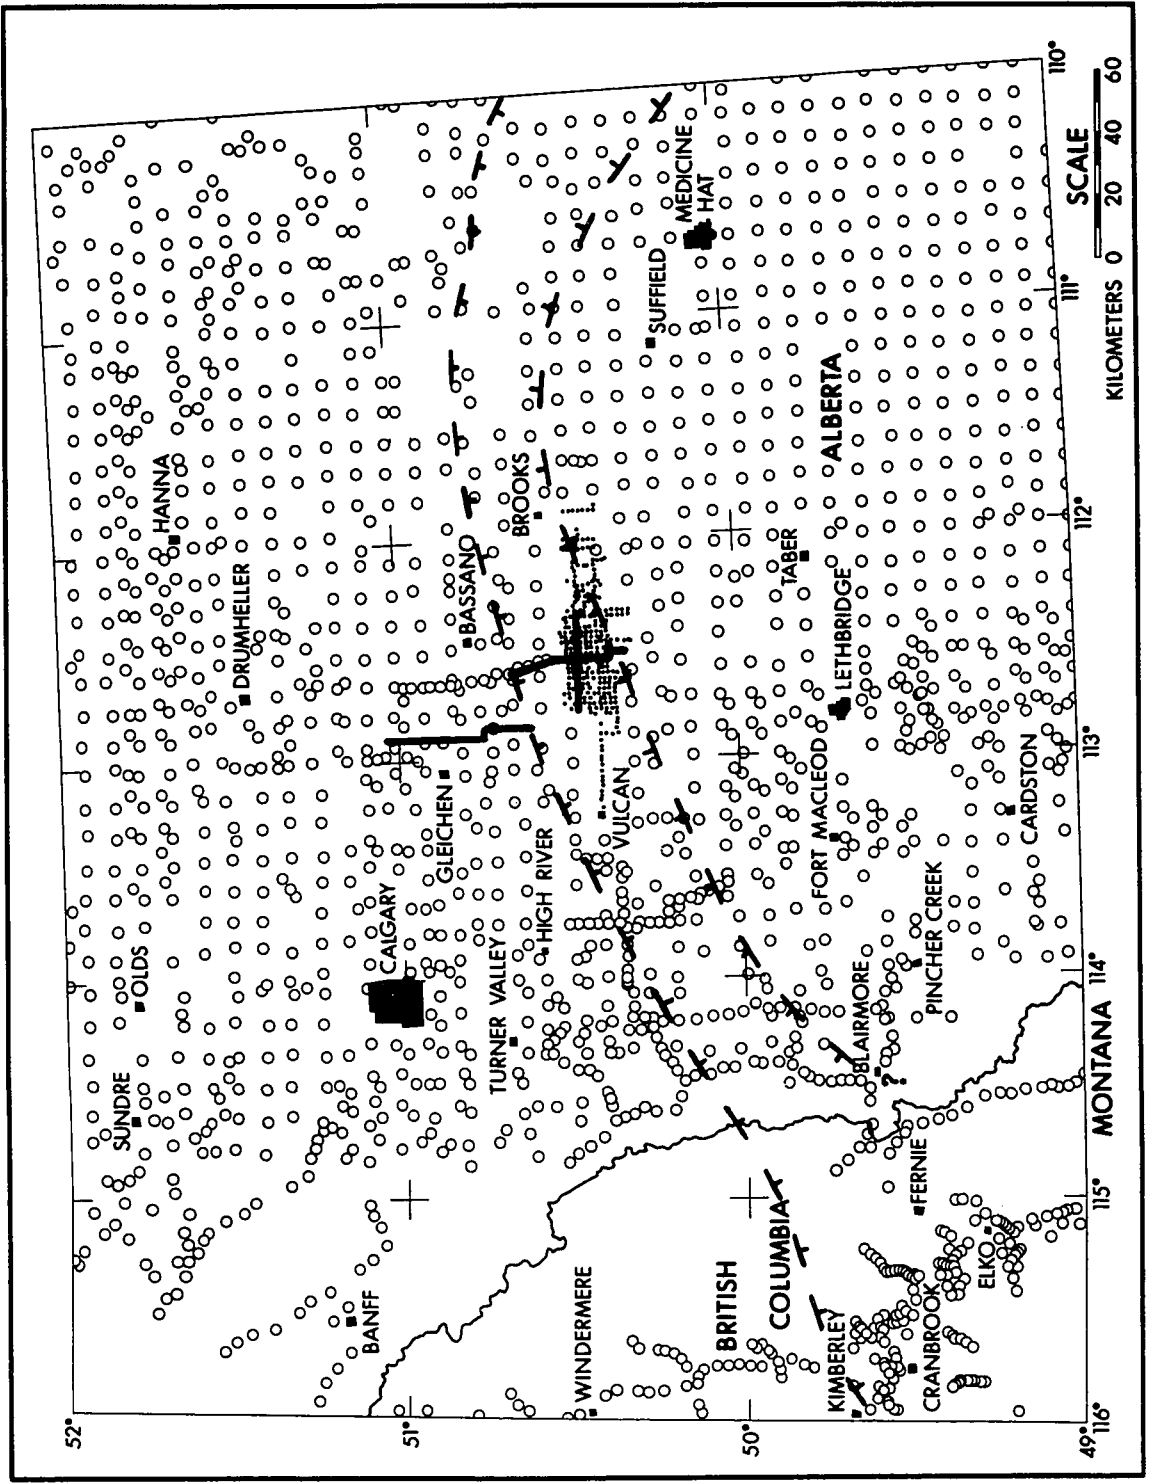 52°
51°
50°
49°
116°
115°
114°
113°
112°
111°
110°
SUNDRE
OLDS
HANNA
DRUMHELLER
BANFF
CALGARY
GLEICHEN
BASSANO
BROOKS
WINDERMERE
TURNER VALLEY
HIGH RIVER
VULCAN
SUFFIELD
MEDICINE
HAT
BRITISH
COLUMBIA
ALBERTA
KIMBERLEY
CRANBROOK
ELKO
FERNIE
BLAIRMORE
?
PINCHER CREEK
FORT MACLEOD
LETHBRIDGE
TABER
CARDSTON
MONTANA
SCALE
KILOMETERS 0 20 40 60